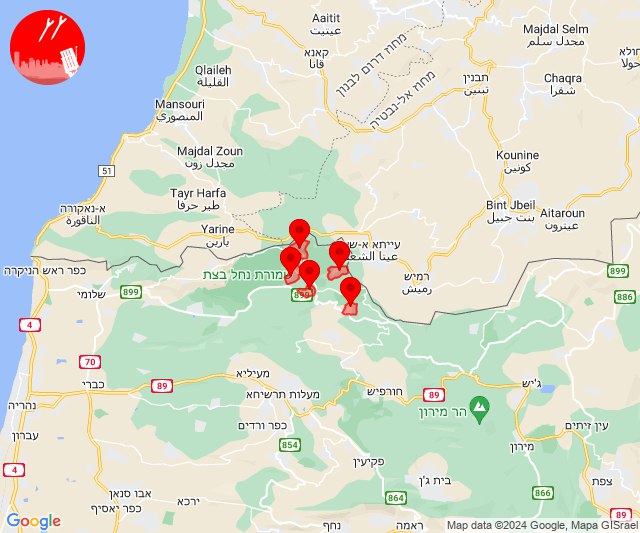 Aaitit
عيتيت
Majdal Selm
مجدل سلم
חולא
حولا
קאנא
قانا
מחוז דרום לבנון
מחוז אל-נבטיה
Qlaileh
القليلة
תבנין
تبنين
Chaqra
شقرا
Mansouri
المنصوري
Kounine
كونين
Majdal Zoun
مجدل زون
51
Tayr Harfa
طير حرفا
Bint Jbeil
بنت جبيل
א-נאקורה
الناقورة
Aitaroun
عيترون
Yarine
يارين
עייתא א-ש
عيتا الشع
רמיש
رميش
כפר ראש הניקרה
שמורת נחל בצת
899
שלומי
899
899
886
4
70
89
כברי
מעיליא
חורפיש
89
ג'יש
89
מעלות תרשיחא
הר מירון
נהריה
כפר ורדים
עין זיתים
עברון
מירון
פקיעין
4
בית ג'ן
צפת
אבו סנאן
ירכא
864
866
כפר יאסיף
נחף
ראמה
Google
Map data ©2024 Google, Mapa GISrael